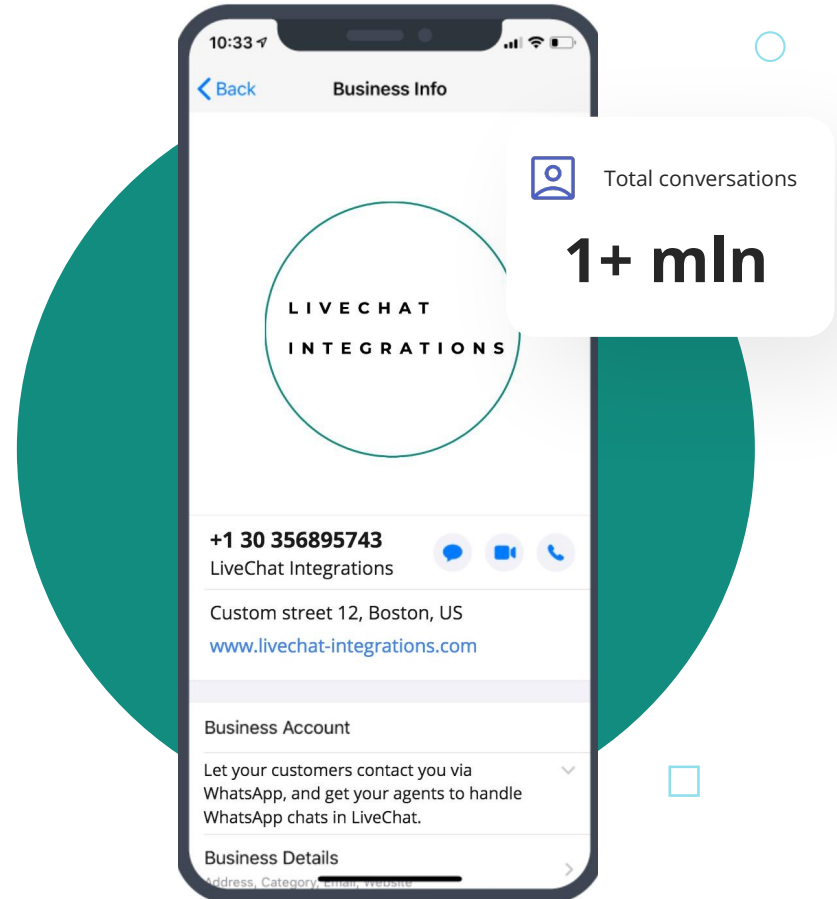 10:33
Back
Business Info
Total conversations
1+ mln
LIVECHAT
INTEGRATIONS
+1 30 356895743
LiveChat Integrations
Custom street 12, Boston, US
www.livechat-integrations.com
Business Account
Let your customers contact you via
WhatsApp, and get your agents to handle
WhatsApp chats in LiveChat.
Business Details
Address, Category, Email, Website